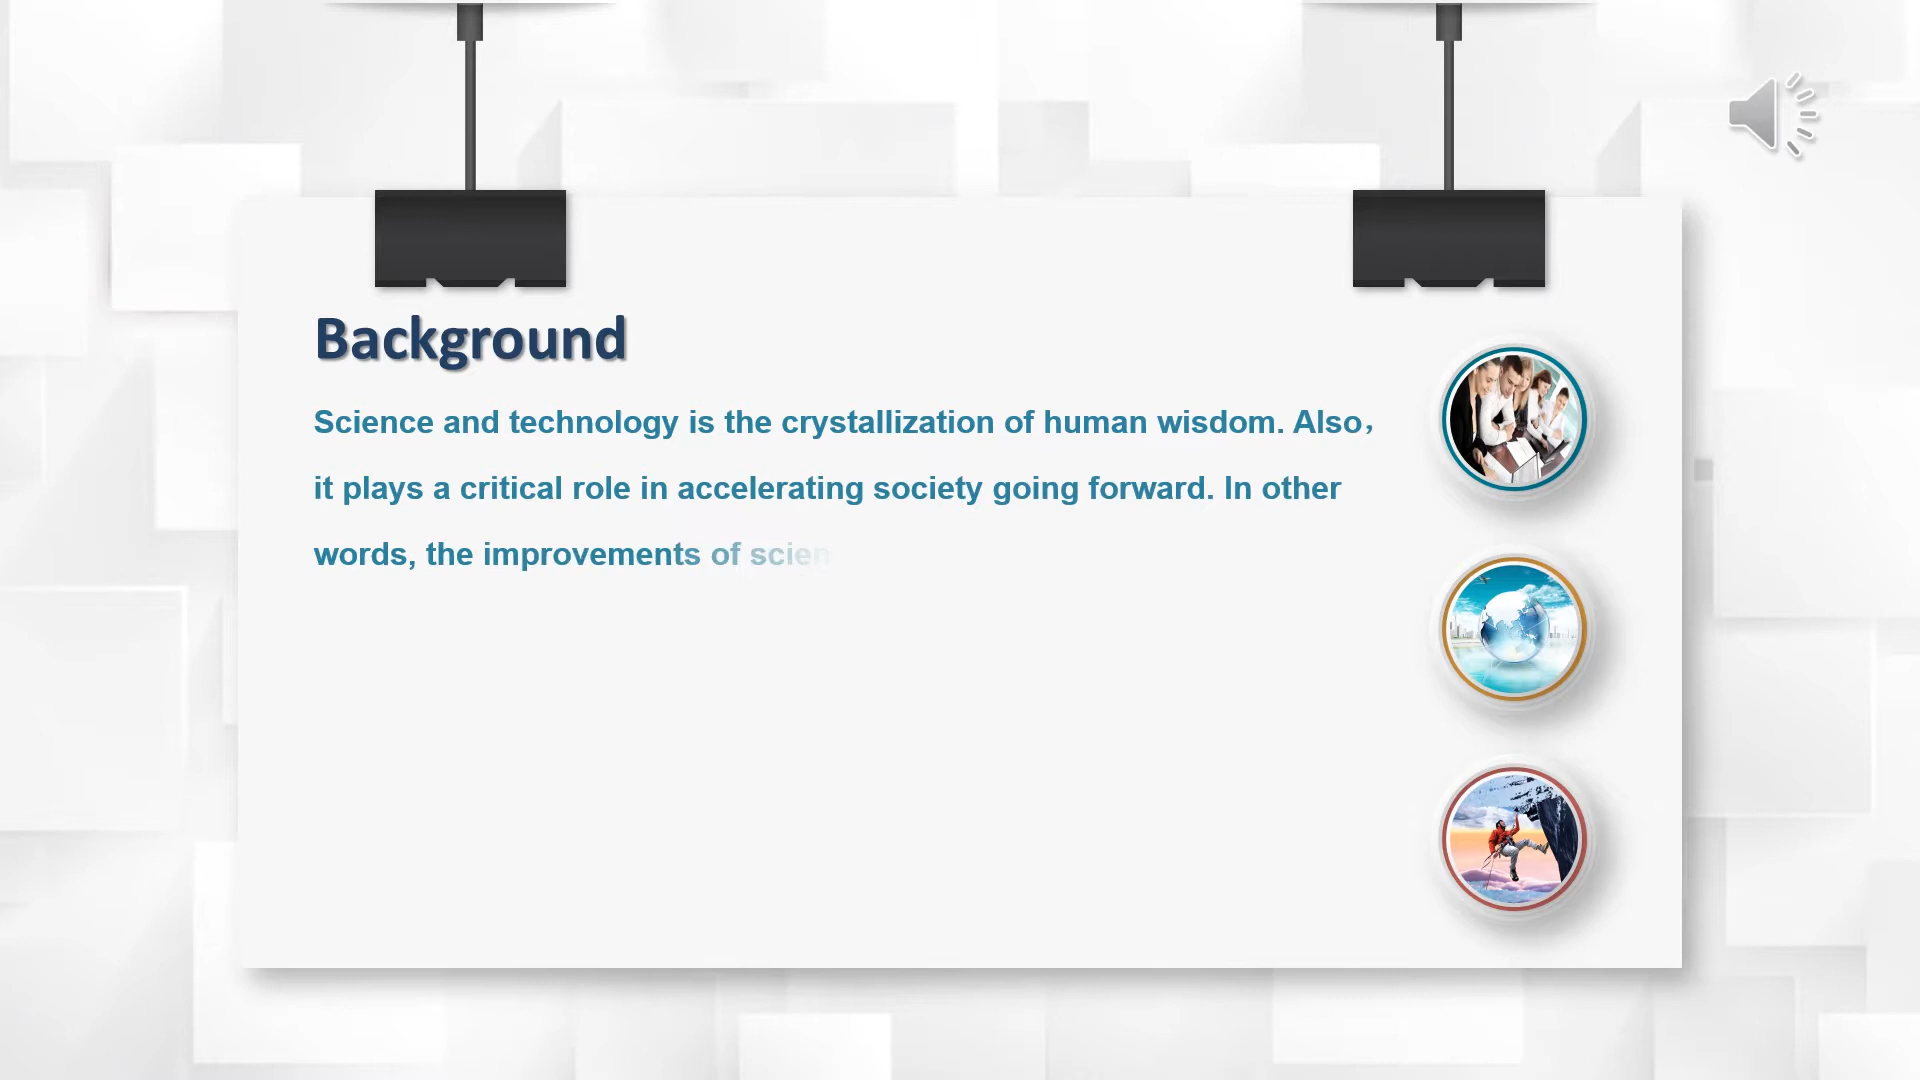 Background
Science and technology is the crystallization of human wisdom. Also，
it plays a critical role in accelerating society going forward. In other
words, the improvements of